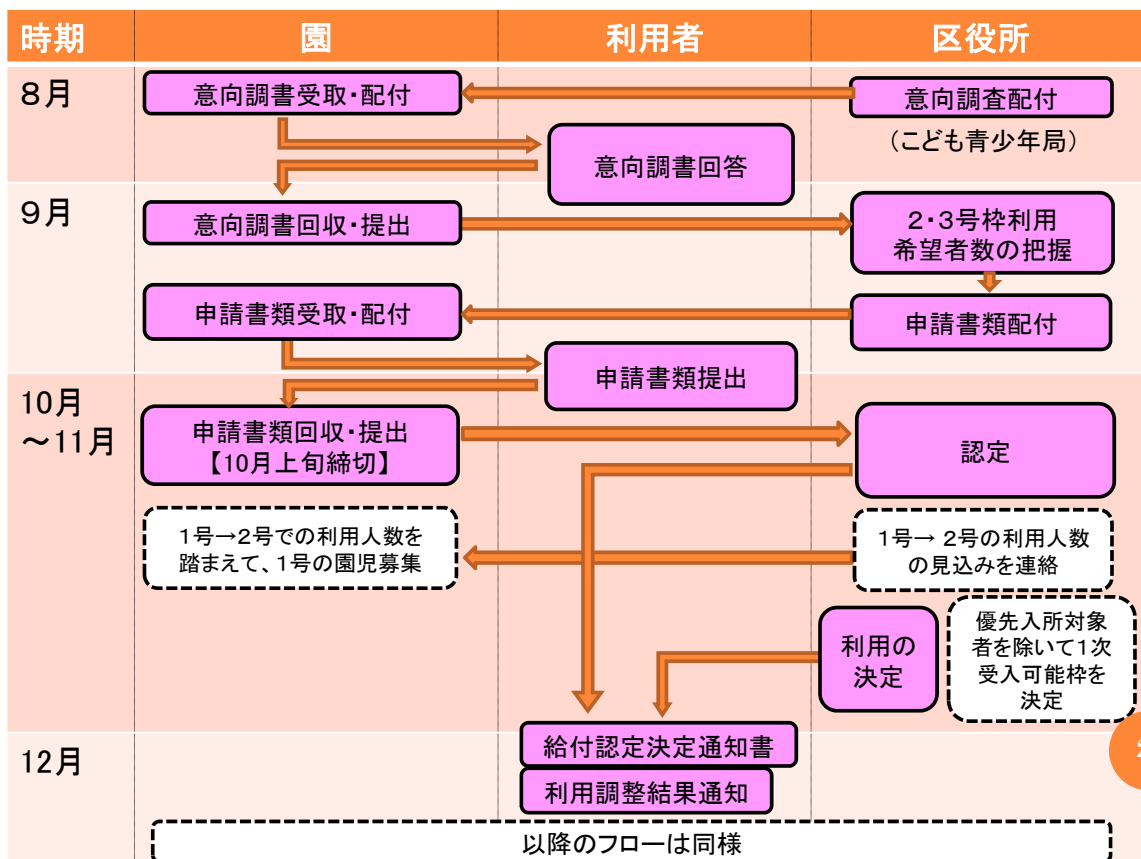 時期
園
利用者
区役所
8月
意向調書受取・配付
意向調査配付
(こども青少年局)
意向調書回答
9月
意向調書回収・提出
2・3号枠利用
希望者数の把握
申請書類受取・配付
申請書類配付
申請書類提出
10月
～11月
申請書類回収・提出
【10月上旬締切】
認定
1号→2号での利用人数を
踏まえて、1号の園児募集
1号→ 2号の利用人数
の見込みを連絡
利用の
決定
優先入所対象
者を除いて1次
受入可能枠を
決定
12月
給付認定決定通知書
利用調整結果通知
以降のフローは同様